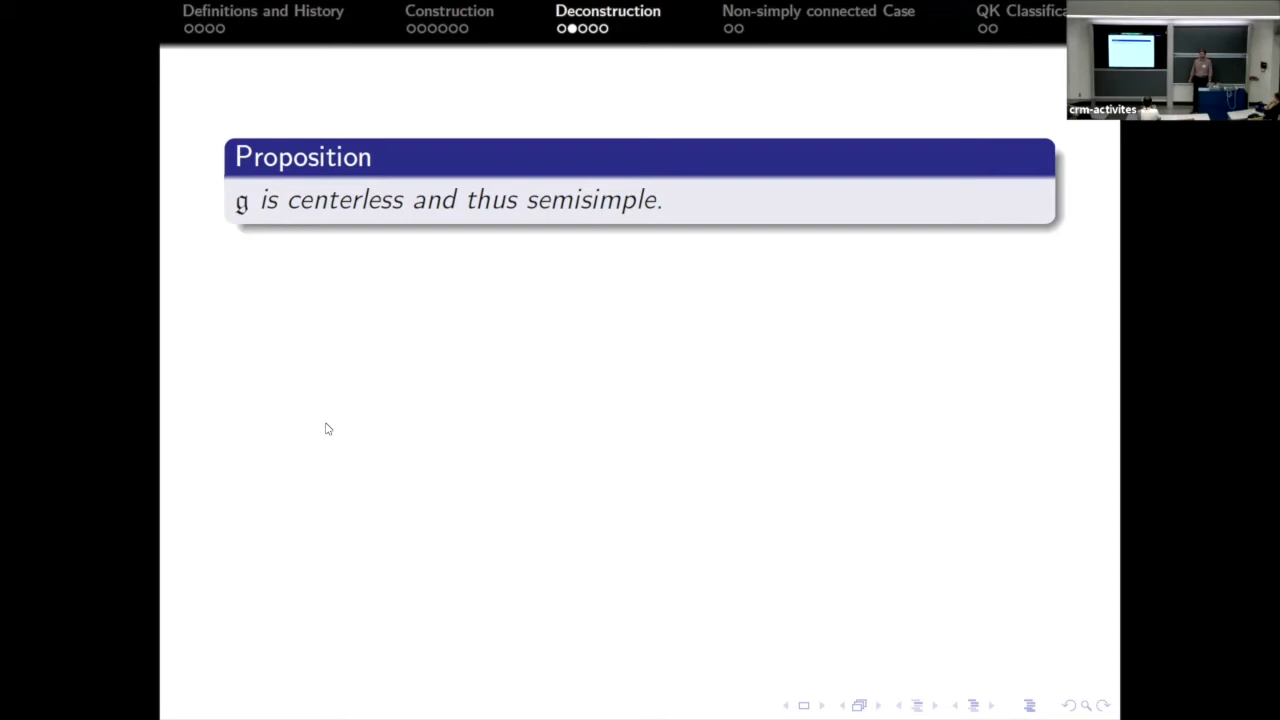 Definitions and History Construction Deconstruction Non-simply connected Case QK Classifica
crm-activites
Proposition
𝔤 is centerless and thus semisimple.